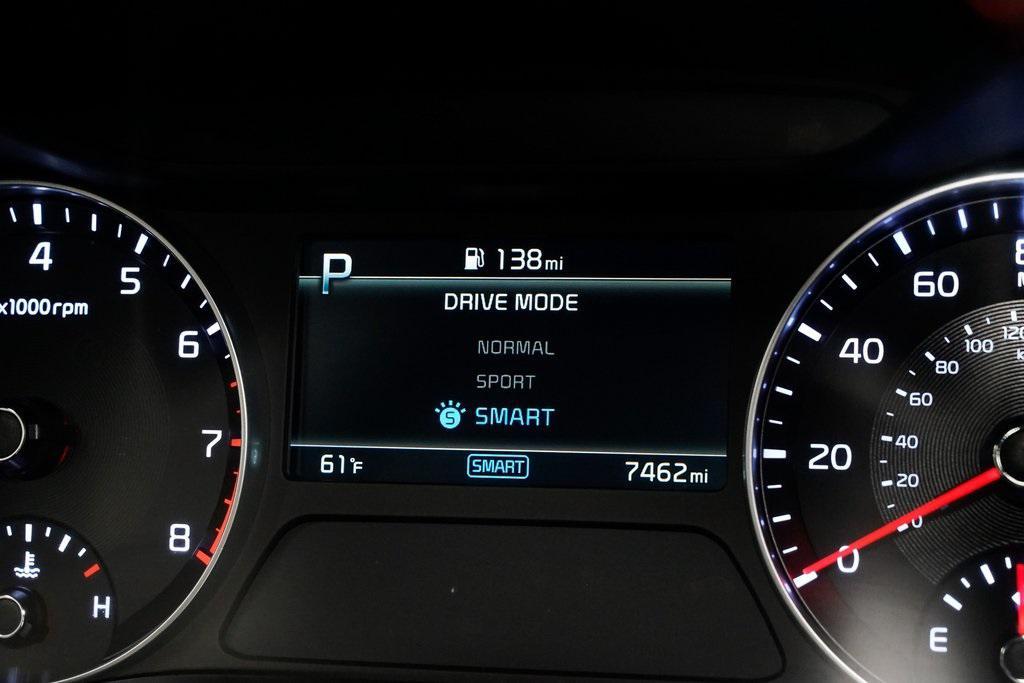 4
5
x1000rpm
6
7
8
H
P
138mi
DRIVE MODE
NORMAL
SPORT
S SMART
61°F
SMART
7462mi
60
40
20
0
120
100
80
60
40
20
0
E